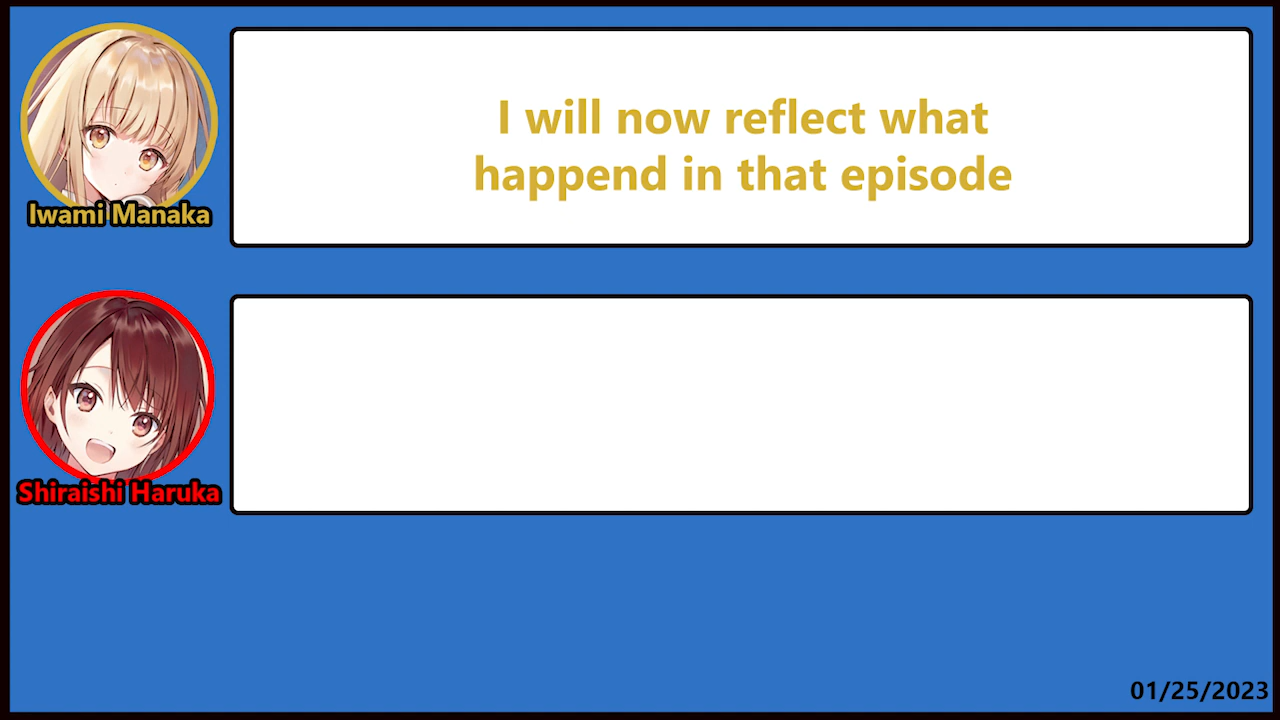 I will now reflect what
happend in that episode
Iwami Manaka
Shiraishi Haruka
01/25/2023